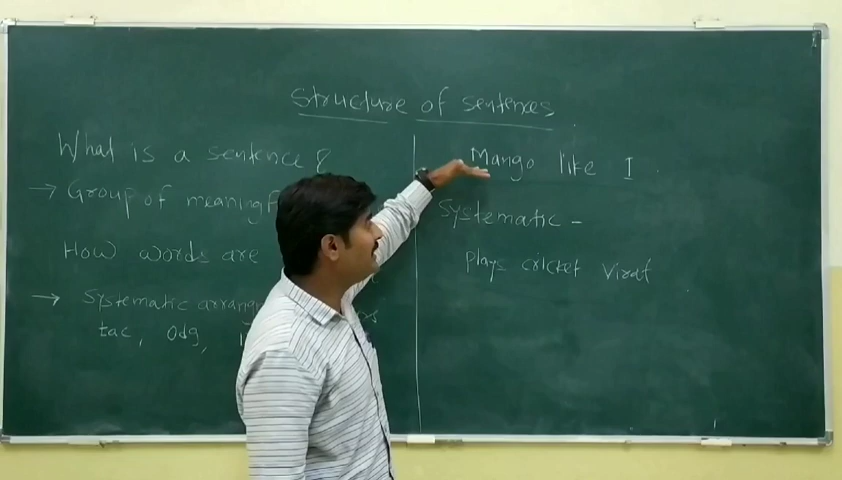 Structure of sentences
What is a sentence ?
→ Group of meaningf
How words are
→ Systematic arrang
tac, odg,
Mango like I
Systematic -
plays cricket Virat